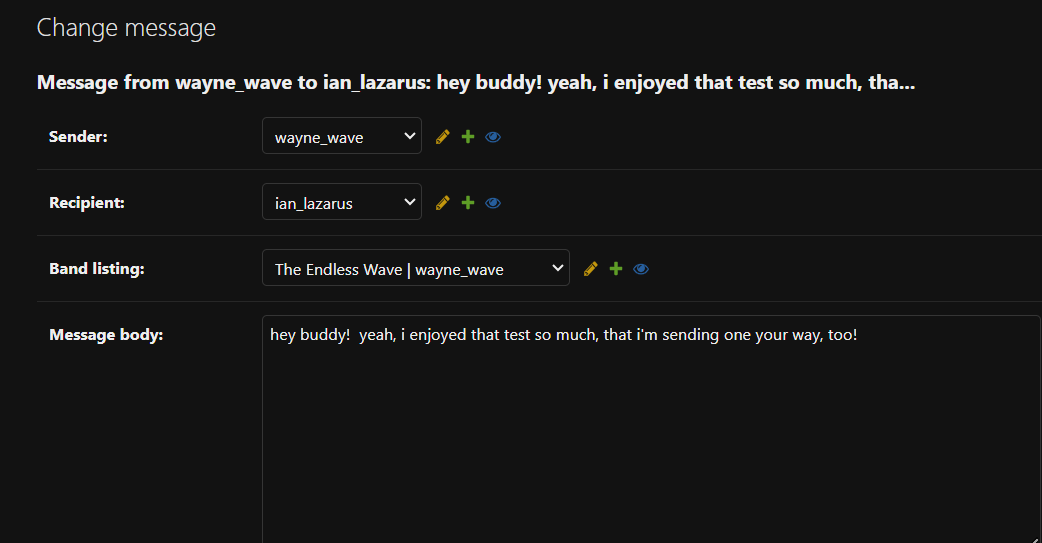 Change message
Message from wayne_wave to ian_lazarus: hey buddy! yeah, i enjoyed that test so much, tha...
Sender:
wayne_wave
Recipient:
ian_lazarus
Band listing:
The Endless Wave | wayne_wave
Message body:
hey buddy!  yeah, i enjoyed that test so much, that i'm sending one your way, too!